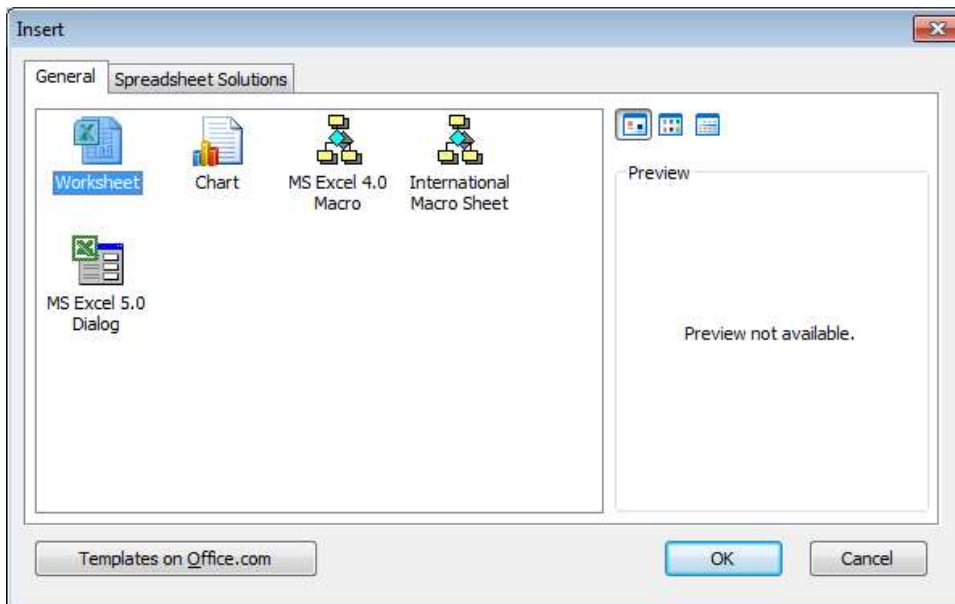 Insert
General
Spreadsheet Solutions
Worksheet
Chart
MS Excel 4.0
Macro
International
Macro Sheet
MS Excel 5.0
Dialog
Preview
Preview not available.
Templates on Office.com
OK
Cancel